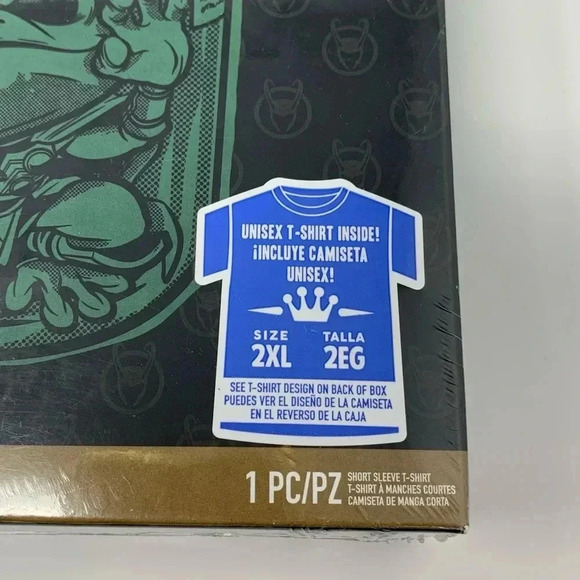 UNISEX T-SHIRT INSIDE!
¡INCLUYE CAMISETA
UNISEX!
SIZE TALLA
2XL 2EG
SEE T-SHIRT DESIGN ON BACK OF BOX
PUEDES VER EL DISEÑO DE LA CAMISETA
EN EL REVERSO DE LA CAJA
1 PC/PZ
SHORT SLEEVE T-SHIRT
T-SHIRT À MANCHES COURTES
CAMISETA DE MANGA CORTA